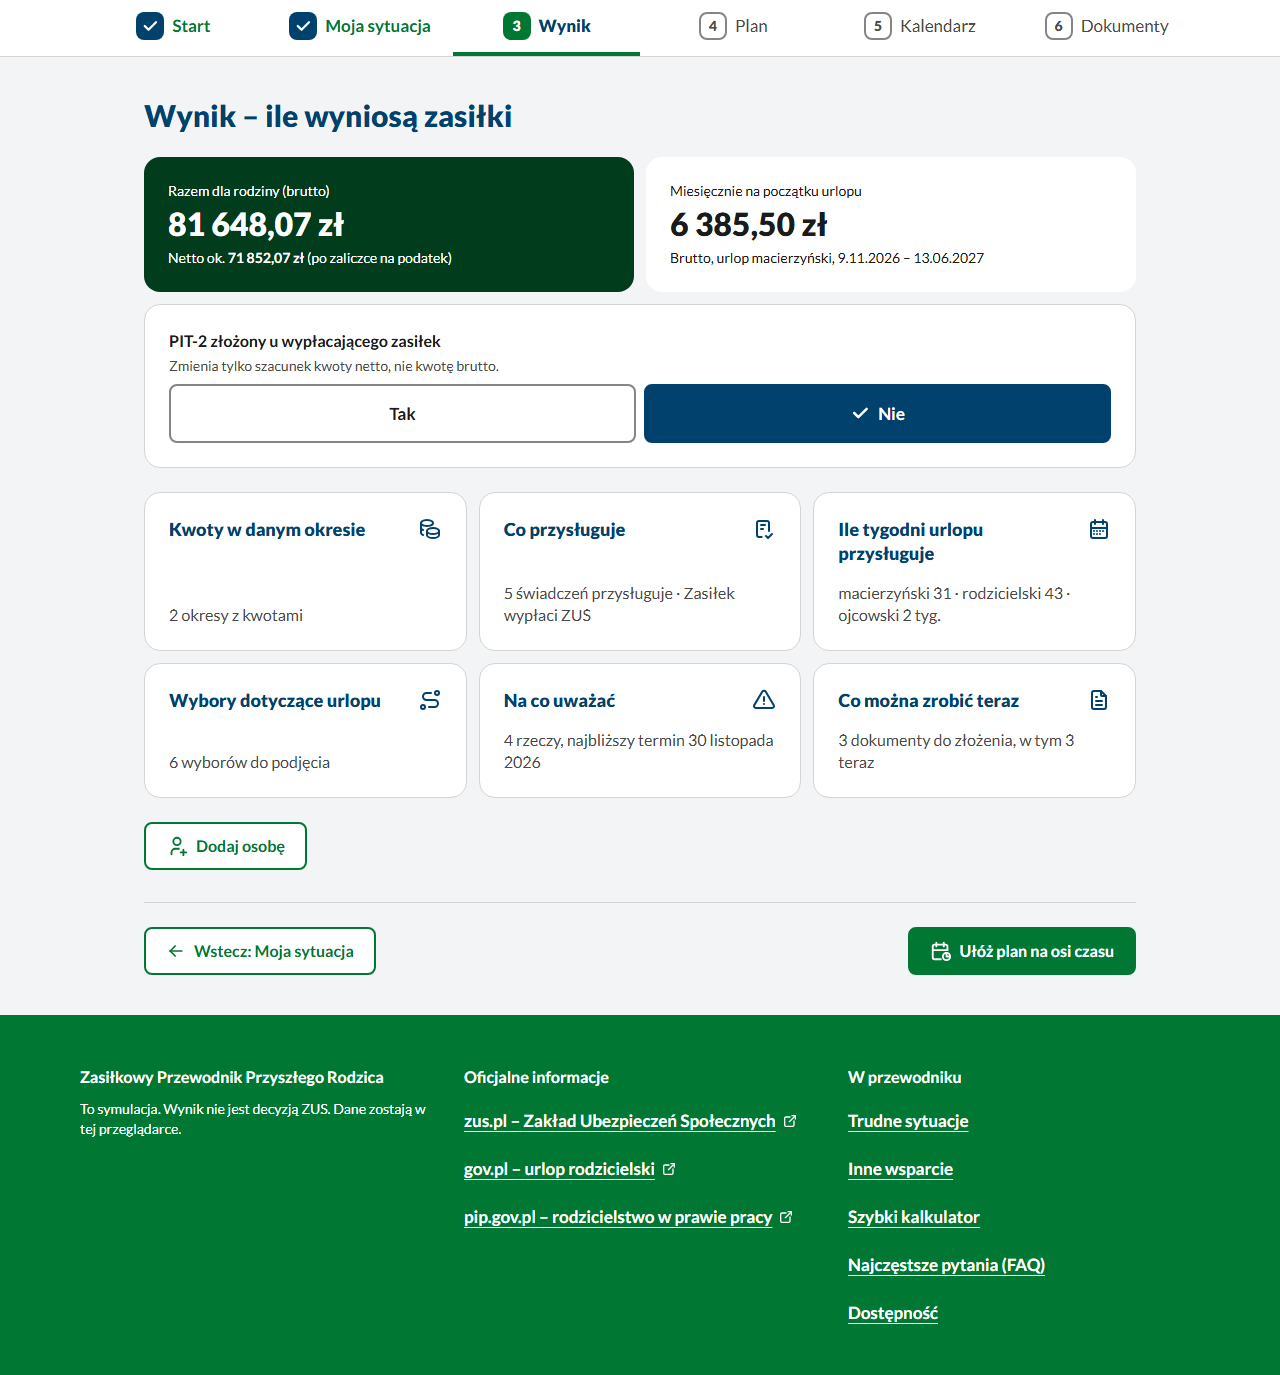 Start
Moja sytuacja
3 Wynik
4 Plan
5 Kalendarz
6 Dokumenty
Wynik – ile wyniosą zasiłki
Razem dla rodziny (brutto)
81 648,07 zł
Netto ok. 71 852,07 zł (po zaliczce na podatek)
Miesięcznie na początku urlopu
6 385,50 zł
Brutto, urlop macierzyński, 9.11.2026 – 13.06.2027
PIT-2 złożony u wypłacającego zasiłek
Zmienia tylko szacunek kwoty netto, nie kwotę brutto.
Tak
Nie
Kwoty w danym okresie
2 okresy z kwotami
Co przysługuje
5 świadczeń przysługuje · Zasiłek
wypłaci ZUS
Ile tygodni urlopu
przysługuje
macierzyński 31 · rodzicielski 43 ·
ojcowski 2 tyg.
Wybory dotyczące urlopu
6 wyborów do podjęcia
Na co uważać
4 rzeczy, najbliższy termin 30 listopada
2026
Co można zrobić teraz
3 dokumenty do złożenia, w tym 3
teraz
Dodaj osobę
Wstecz: Moja sytuacja
Ułóż plan na osi czasu
Zasiłkowy Przewodnik Przyszłego Rodzica
To symulacja. Wynik nie jest decyzją ZUS. Dane zostają w
tej przeglądarce.
Oficjalne informacje
zus.pl – Zakład Ubezpieczeń Społecznych
gov.pl – urlop rodzicielski
pip.gov.pl – rodzicielstwo w prawie pracy
W przewodniku
Trudne sytuacje
Inne wsparcie
Szybki kalkulator
Najczęstsze pytania (FAQ)
Dostępność